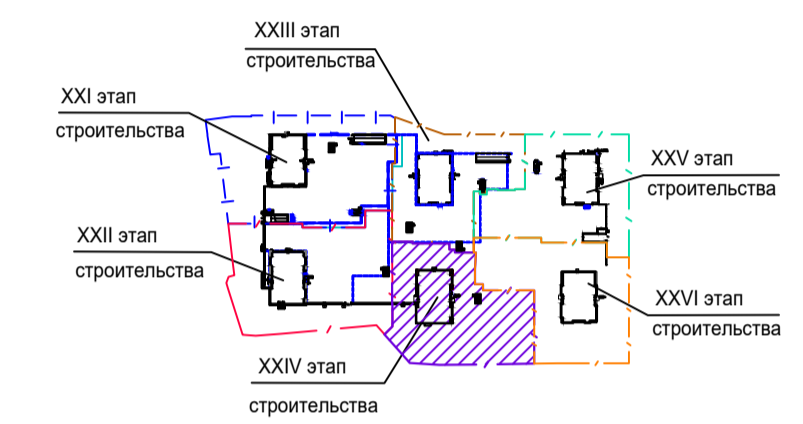 XXIII этап
строительства
XXI этап
строительства
XXV этап
строительства
XXII этап
строительства
XXVI этап
строительства
XXIV этап
строительства